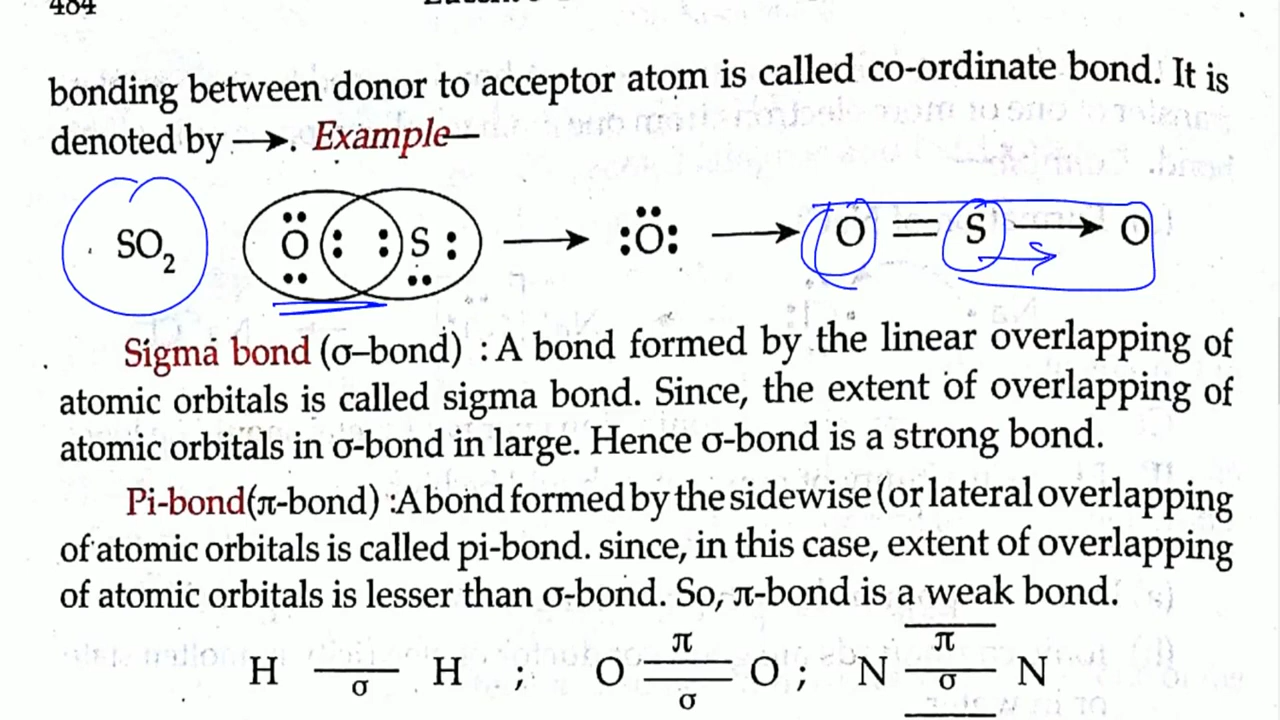 484
bonding between donor to acceptor atom is called co-ordinate bond. It is
denoted by →. Example—
SO₂ O : : S : → :O: → O = S → O
Sigma bond (σ–bond) : A bond formed by the linear overlapping of
atomic orbitals is called sigma bond. Since, the extent of overlapping of
atomic orbitals in σ-bond in large. Hence σ-bond is a strong bond.
Pi-bond(π-bond) :A bond formed by the sidewise (or lateral overlapping
of atomic orbitals is called pi-bond. since, in this case, extent of overlapping
of atomic orbitals is lesser than σ-bond. So, π-bond is a weak bond.
H — H ; O = O ; N ≡ N
σ π σ π σ